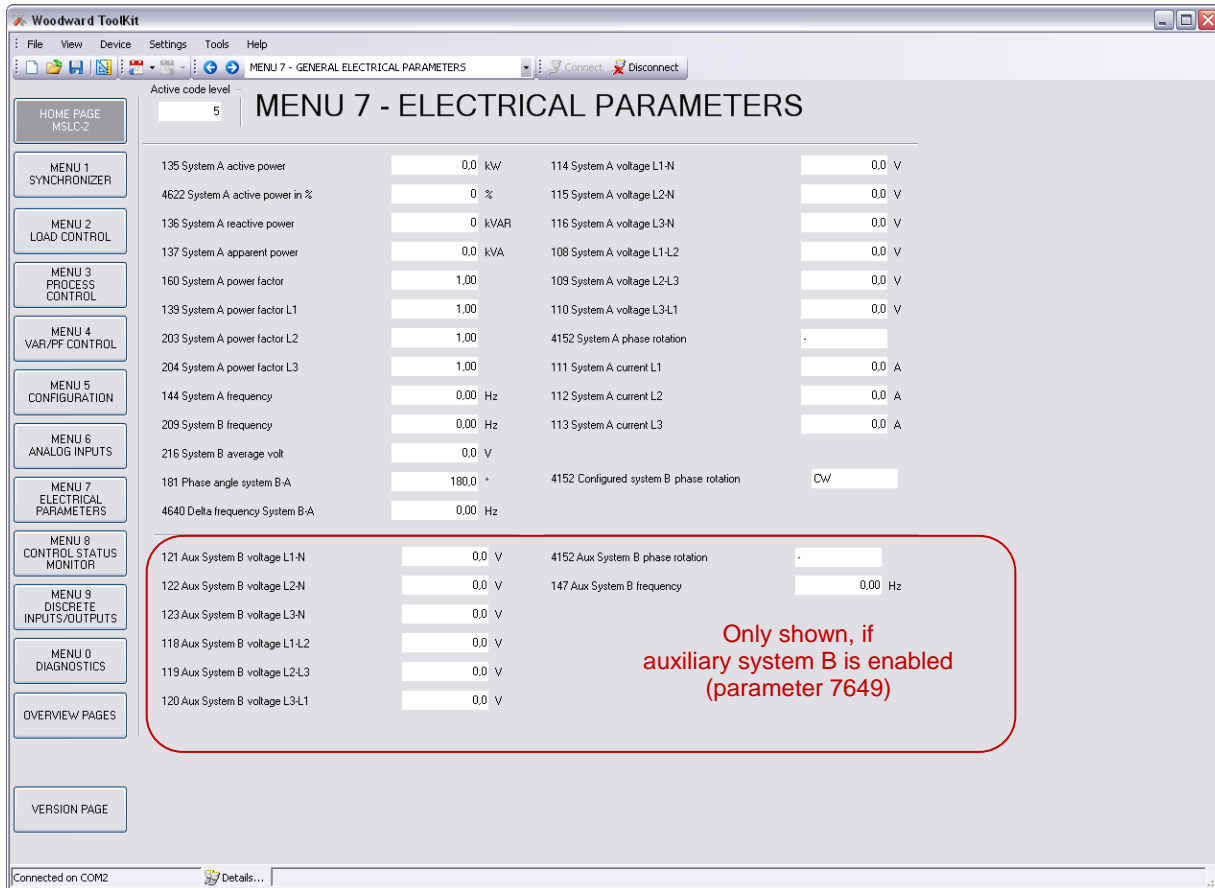 Woodward ToolKit
File View Device Settings Tools Help
MENU 7 - GENERAL ELECTRICAL PARAMETERS Connect Disconnect
Active code level
5
MENU 7 - ELECTRICAL PARAMETERS
HOME PAGE
MSLC-2
MENU 1
SYNCHRONIZER
MENU 2
LOAD CONTROL
MENU 3
PROCESS
CONTROL
MENU 4
VAR/PF CONTROL
MENU 5
CONFIGURATION
MENU 6
ANALOG INPUTS
MENU 7
ELECTRICAL
PARAMETERS
MENU 8
CONTROL STATUS
MONITOR
MENU 9
DISCRETE
INPUTS/OUTPUTS
MENU 0
DIAGNOSTICS
OVERVIEW PAGES
VERSION PAGE
135 System A active power 0,0 kW
4622 System A active power in % 0 %
136 System A reactive power 0 kVAR
137 System A apparent power 0,0 kVA
160 System A power factor 1,00
139 System A power factor L1 1,00
203 System A power factor L2 1,00
204 System A power factor L3 1,00
144 System A frequency 0,00 Hz
209 System B frequency 0,00 Hz
216 System B average volt 0,0 V
181 Phase angle system B-A 180,0 °
4640 Delta frequency System B-A 0,00 Hz
114 System A voltage L1-N 0,0 V
115 System A voltage L2-N 0,0 V
116 System A voltage L3-N 0,0 V
108 System A voltage L1-L2 0,0 V
109 System A voltage L2-L3 0,0 V
110 System A voltage L3-L1 0,0 V
4152 System A phase rotation -
111 System A current L1 0,0 A
112 System A current L2 0,0 A
113 System A current L3 0,0 A
4152 Configured system B phase rotation CW
121 Aux System B voltage L1-N 0,0 V
122 Aux System B voltage L2-N 0,0 V
123 Aux System B voltage L3-N 0,0 V
118 Aux System B voltage L1-L2 0,0 V
119 Aux System B voltage L2-L3 0,0 V
120 Aux System B voltage L3-L1 0,0 V
4152 Aux System B phase rotation -
147 Aux System B frequency 0,00 Hz
Only shown, if
auxiliary system B is enabled
(parameter 7649)
Connected on COM2 Details...